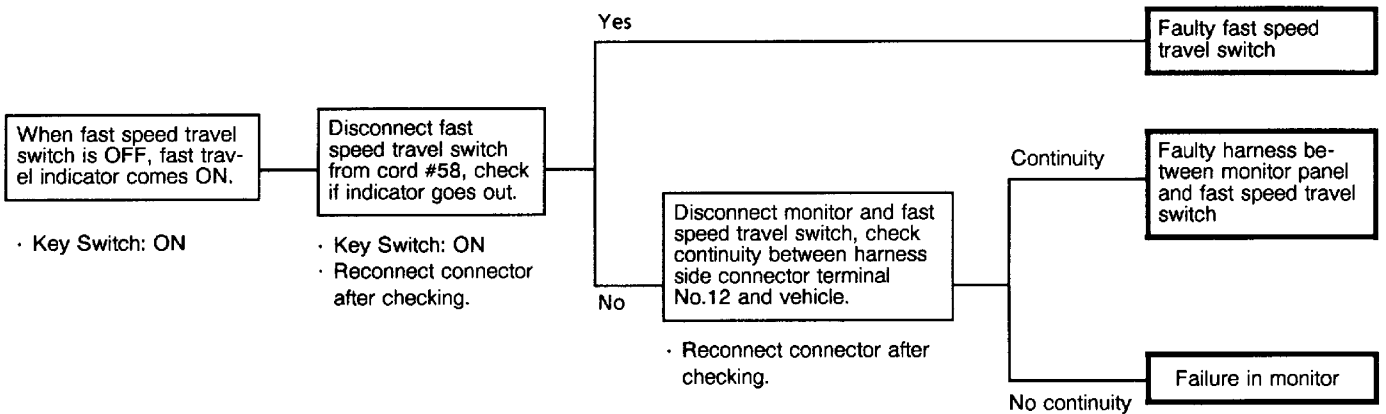 When fast speed travel
switch is OFF, fast trav-
el indicator comes ON.
· Key Switch: ON
Disconnect fast
speed travel switch
from cord #58, check
if indicator goes out.
· Key Switch: ON
· Reconnect connector
after checking.
Yes
Faulty fast speed
travel switch
No
Disconnect monitor and fast
speed travel switch, check
continuity between harness
side connector terminal
No.12 and vehicle.
· Reconnect connector after
checking.
Continuity
Faulty harness be-
tween monitor panel
and fast speed travel
switch
No continuity
Failure in monitor